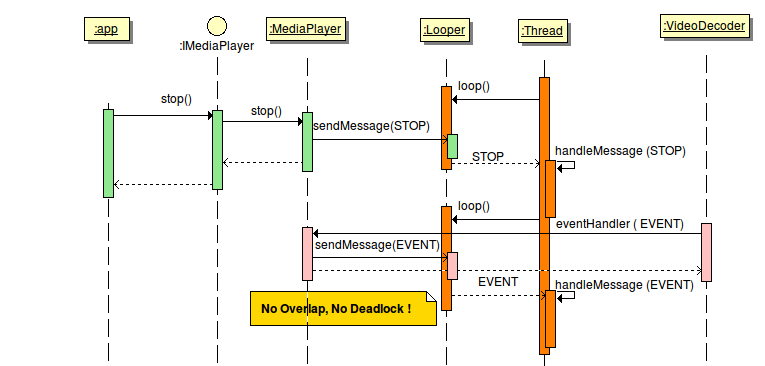 :app
:IMediaPlayer
:MediaPlayer
:Looper
:Thread
:VideoDecoder
loop()
stop()
stop()
sendMessage(STOP)
STOP
handleMessage (STOP)
loop()
eventHandler ( EVENT)
sendMessage(EVENT)
EVENT
handleMessage (EVENT)
No Overlap, No Deadlock !